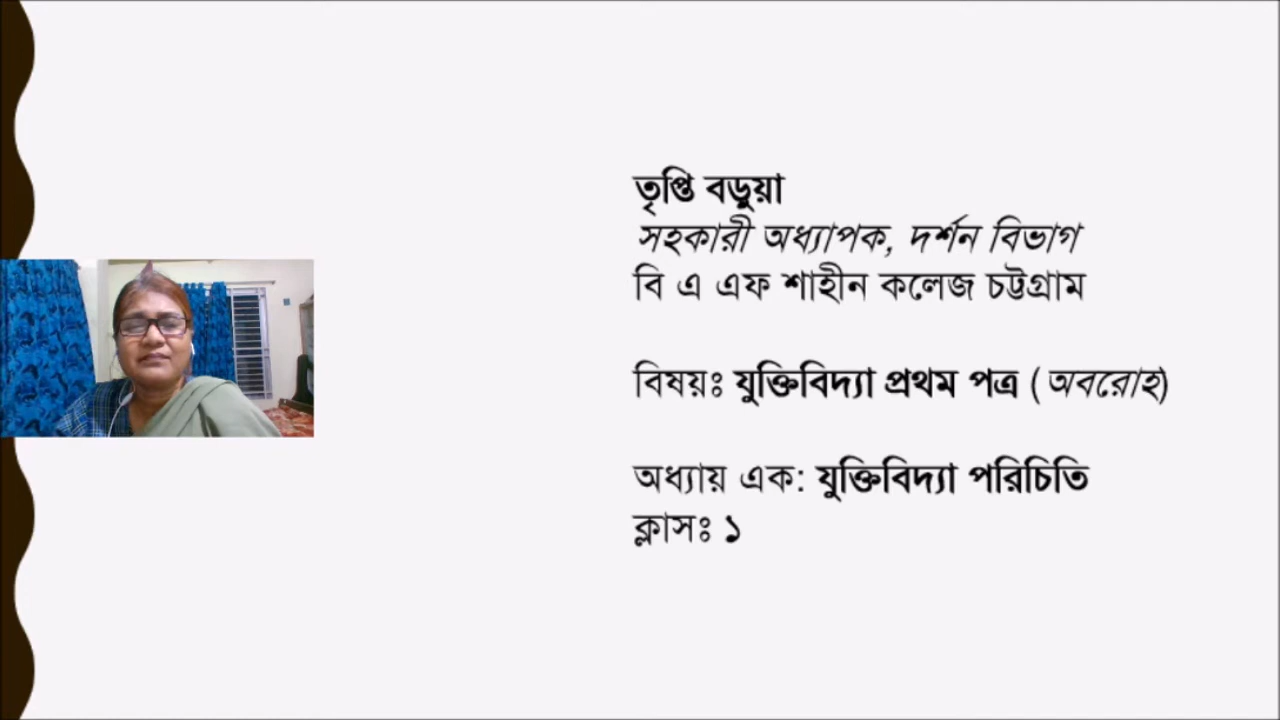 তৃপ্তি বড়ুয়া
সহকারী অধ্যাপক, দর্শন বিভাগ
বি এ এফ শাহীন কলেজ চট্টগ্রাম
বিষয়ঃ যুক্তিবিদ্যা প্রথম পত্র (অবরোহ)
অধ্যায় এক: যুক্তিবিদ্যা পরিচিতি
ক্লাসঃ ১